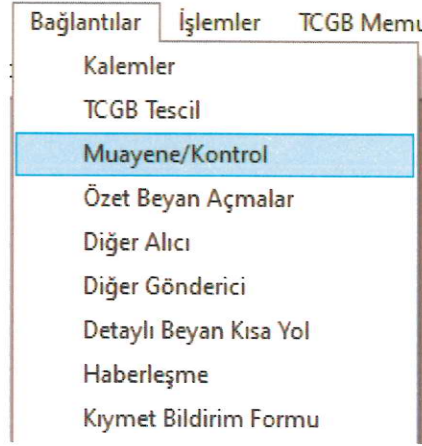 Bağlantılar İşlemler TCGB
Kalemler
TCGB Tescil
Muayene/Kontrol
Özet Beyan Açmalar
Diğer Alıcı
Diğer Gönderici
Detaylı Beyan Kısa Yol
Haberleşme
Kıymet Bildirim Formu